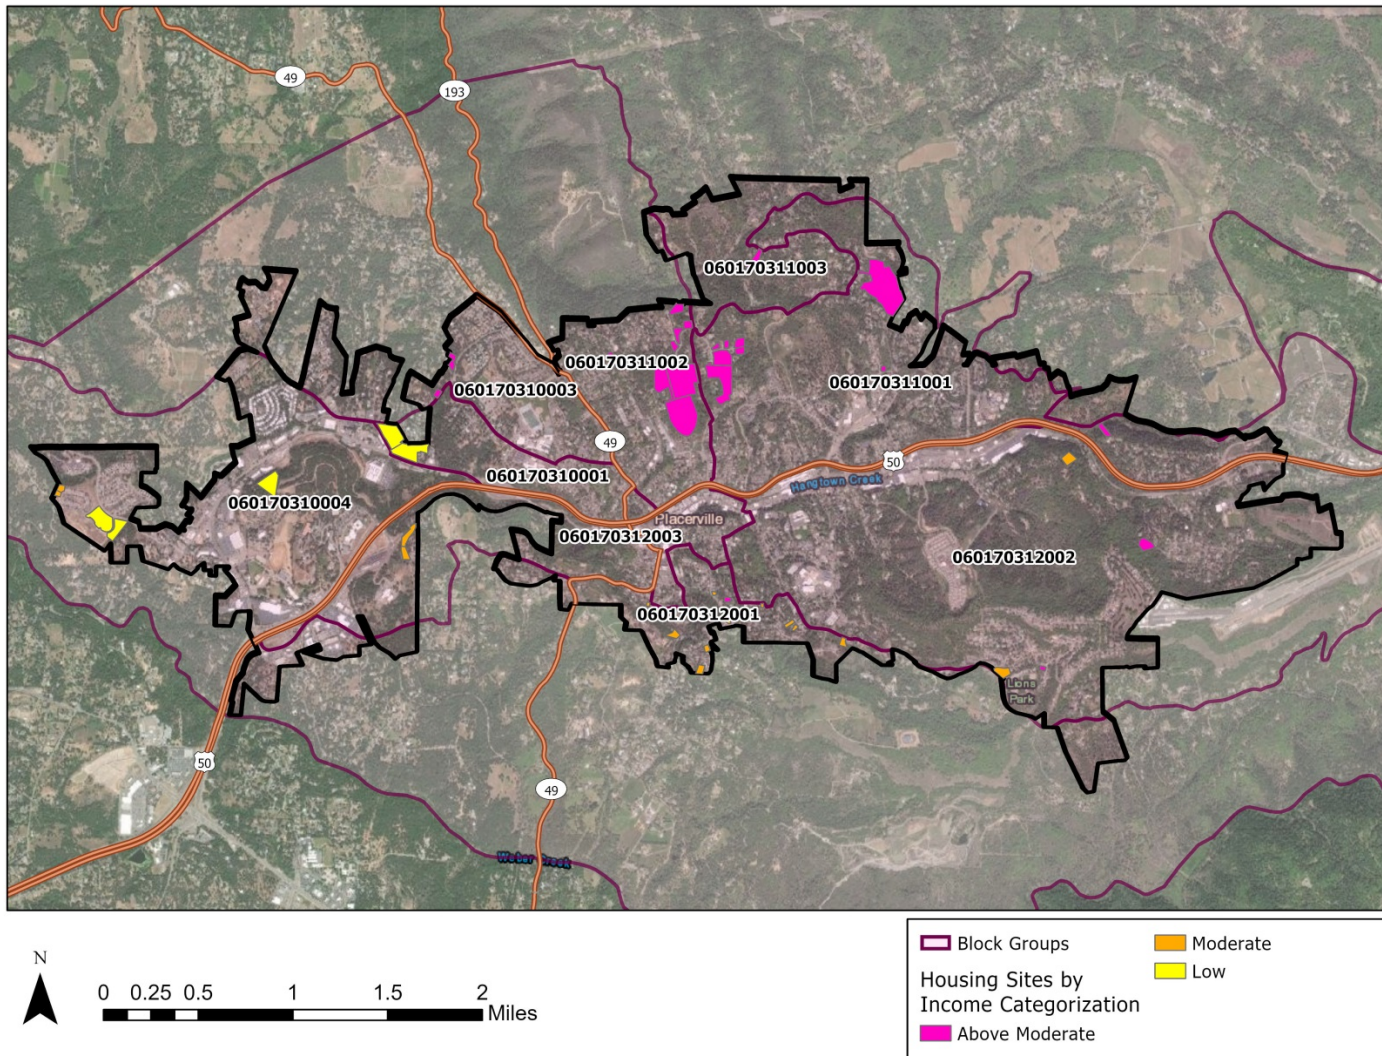 49
193
060170311003
060170311002
060170311001
060170310003
49
50
060170310001
Hangtown Creek
060170310004
Placerville
060170312003
060170312002
060170312001
Lions
Park
50
49
Weber Creek
N
0 0.25 0.5 1 1.5 2
Miles
Block Groups
Housing Sites by
Income Categorization
Above Moderate
Moderate
Low